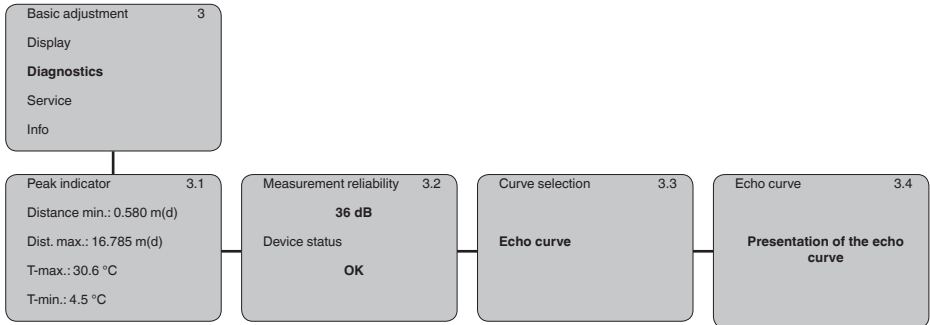 Basic adjustment 3
Display
Diagnostics
Service
Info
Peak indicator 3.1
Distance min.: 0.580 m(d)
Dist. max.: 16.785 m(d)
T-max.: 30.6 °C
T-min.: 4.5 °C
Measurement reliability 3.2
36 dB
Device status
OK
Curve selection 3.3
Echo curve
Echo curve 3.4
Presentation of the echo
curve